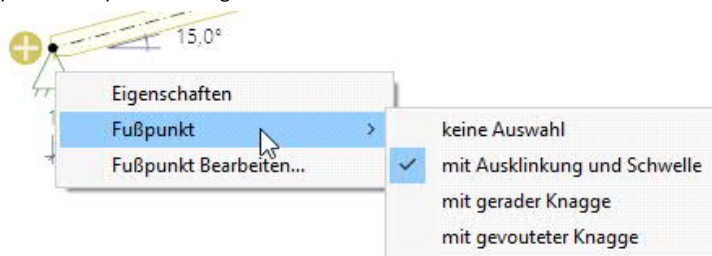 15,0°
Eigenschaften
Fußpunkt
Fußpunkt Bearbeiten...
keine Auswahl
mit Ausklinkung und Schwelle
mit gerader Knagge
mit gevouteter Knagge